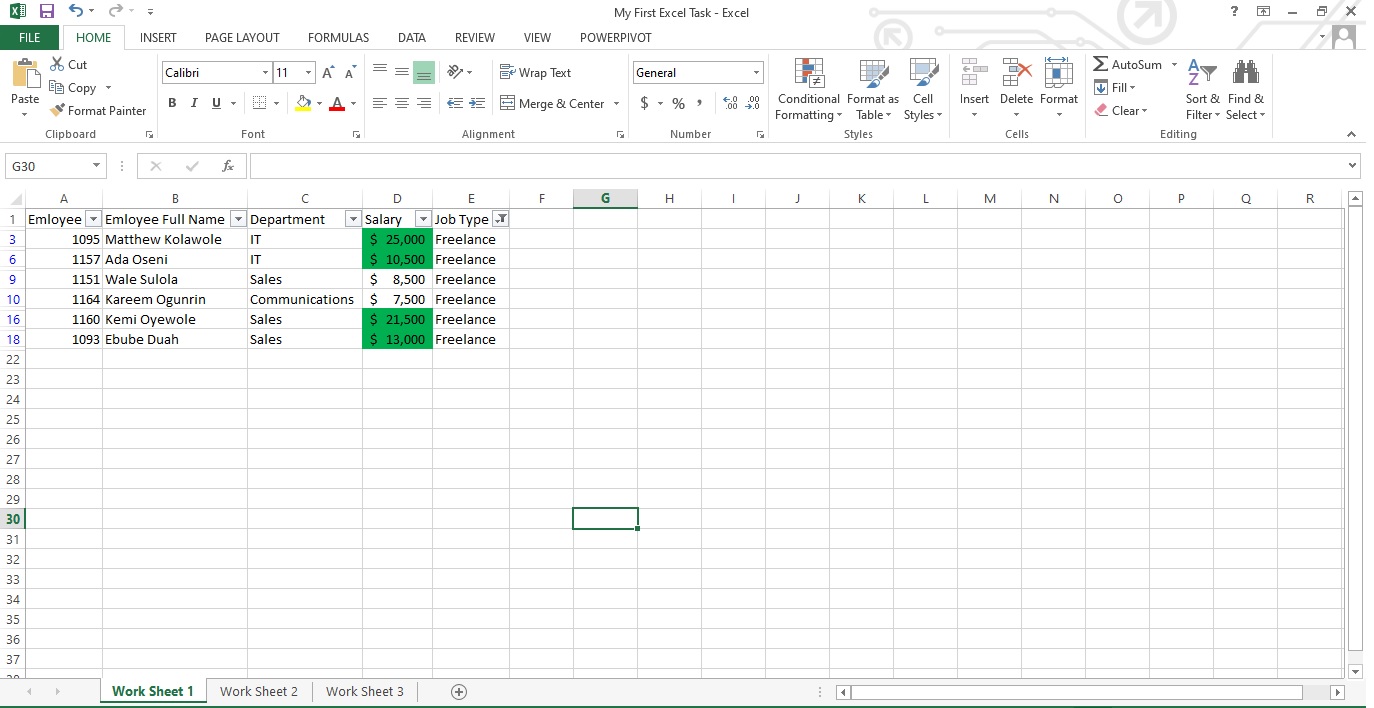 My First Excel Task - Excel
?
FILE HOME INSERT PAGE LAYOUT FORMULAS DATA REVIEW VIEW POWERPIVOT
Paste
Cut
Copy
Format Painter
Clipboard
Calibri 11
B I U
Font
Wrap Text
Merge & Center
Alignment
General
$ % ,
Number
Conditional Formatting
Format as Table
Cell Styles
Styles
Insert Delete Format
Cells
AutoSum
Fill
Clear
Sort & Filter
Find & Select
Editing
G30 fx
A B C D E F G H I J K L M N O P Q R
1 Emloyee Emloyee Full Name Department Salary Job Type
3 1095 Matthew Kolawole IT $ 25,000 Freelance
6 1157 Ada Oseni IT $ 10,500 Freelance
9 1151 Wale Sulola Sales $ 8,500 Freelance
10 1164 Kareem Ogunrin Communications $ 7,500 Freelance
16 1160 Kemi Oyewole Sales $ 21,500 Freelance
18 1093 Ebube Duah Sales $ 13,000 Freelance
22
23
24
25
26
27
28
29
30
31
32
33
34
35
36
37
Work Sheet 1 Work Sheet 2 Work Sheet 3